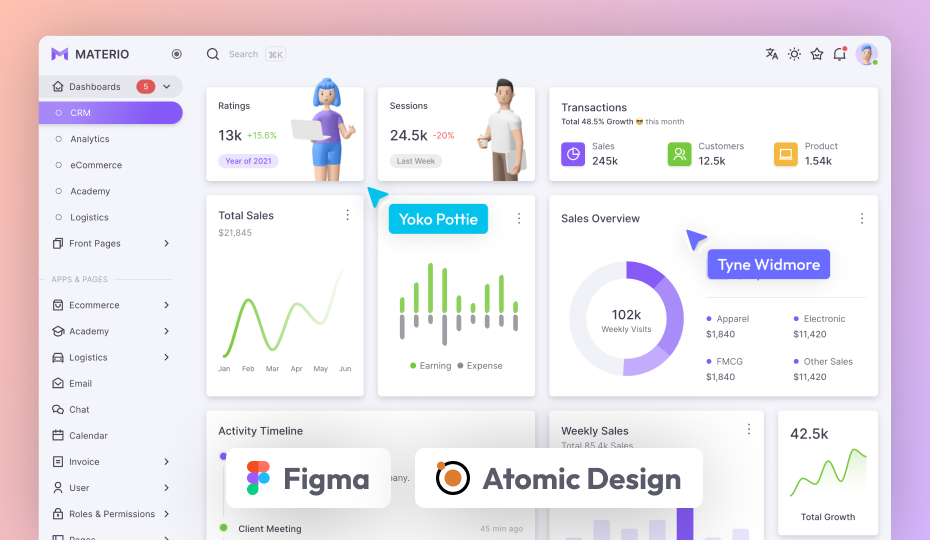 MATERIO
Search ⌘K
Dashboards 5
CRM
Analytics
eCommerce
Academy
Logistics
Front Pages
APPS & PAGES
Ecommerce
Academy
Logistics
Email
Chat
Calendar
Invoice
User
Roles & Permissions
Pages
Ratings
13k +15.6%
Year of 2021
Sessions
24.5k -20%
Last Week
Transactions
Total 48.5% Growth 😎 this month
Sales
245k
Customers
12.5k
Product
1.54k
Total Sales
$21,845
Jan Feb Mar Apr May Jun
Yoko Pottie
Earning Expense
Sales Overview
Tyne Widmore
102k
Weekly Visits
Apparel
$1,840
Electronic
$11,420
FMCG
$1,840
Other Sales
$11,420
Activity Timeline
Client Meeting
45 min ago
Weekly Sales
Total 85.4k Sales
42.5k
Total Growth
Figma
Atomic Design